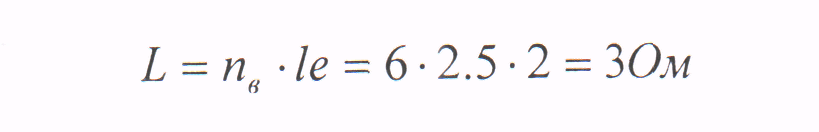 L = nв · le = 6 · 2.5 · 2 = 3Ом